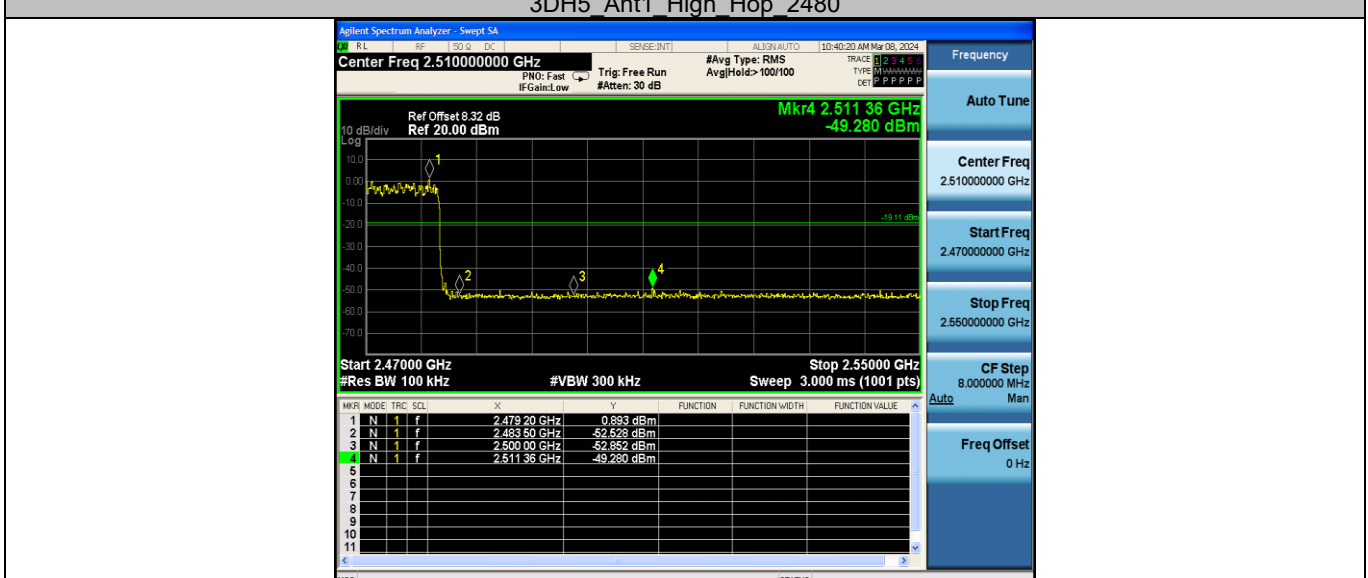 3DH5_Ant1_High_Hop_2480
Agilent Spectrum Analyzer - Swept SA
RL RF 50 Ω DC SENSE:INT ALIGNAUTO 10:40:20 AM Mar 08, 2024
Center Freq 2.510000000 GHz
PNO: Fast
IFGain:Low
Trig: Free Run
#Atten: 30 dB
#Avg Type: RMS
Avg|Hold:>100/100
TRACE 1 2 3 4 5 6
TYPE M
DET P P P P P P
Ref Offset 8.32 dB
10 dB/div Ref 20.00 dBm
Log
Mkr4 2.511 36 GHz
-49.280 dBm
10.0
0.00
-10.0
-20.0
-30.0
-40.0
-50.0
-60.0
-70.0
1
2
3
4
-19.11 dBm
Start 2.47000 GHz Stop 2.55000 GHz
#Res BW 100 kHz #VBW 300 kHz Sweep 3.000 ms (1001 pts)
MKR MODE TRC SCL X Y FUNCTION FUNCTION WIDTH FUNCTION VALUE
1 N 1 f 2.479 20 GHz 0.893 dBm
2 N 1 f 2.483 50 GHz -52.528 dBm
3 N 1 f 2.500 00 GHz -52.852 dBm
4 N 1 f 2.511 36 GHz -49.280 dBm
5
6
7
8
9
10
11
Frequency
Auto Tune
Center Freq
2.510000000 GHz
Start Freq
2.470000000 GHz
Stop Freq
2.550000000 GHz
CF Step
8.000000 MHz
Auto Man
Freq Offset
0 Hz